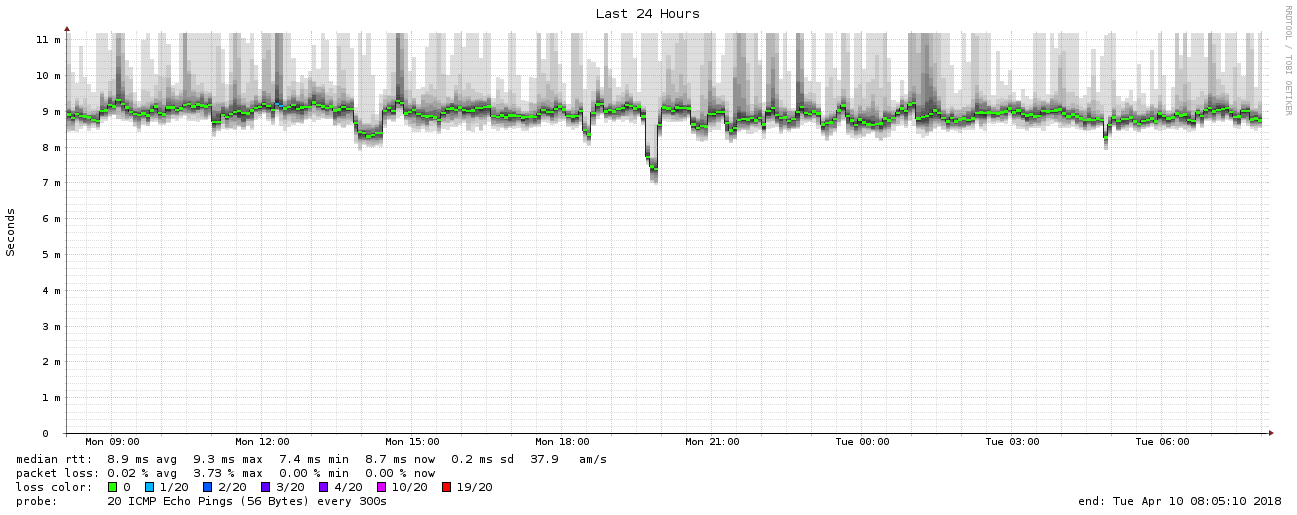 Last 24 Hours
RRDTOOL / TOBI OETIKER
11 m
10 m
9 m
8 m
7 m
6 m
5 m
4 m
3 m
2 m
1 m
0
Seconds
Mon 09:00 Mon 12:00 Mon 15:00 Mon 18:00 Mon 21:00 Tue 00:00 Tue 03:00 Tue 06:00
median rtt: 8.9 ms avg 9.3 ms max 7.4 ms min 8.7 ms now 0.2 ms sd 37.9 am/s
packet loss: 0.02 % avg 3.73 % max 0.00 % min 0.00 % now
loss color: 0 1/20 2/20 3/20 4/20 10/20 19/20
probe: 20 ICMP Echo Pings (56 Bytes) every 300s end: Tue Apr 10 08:05:10 2018